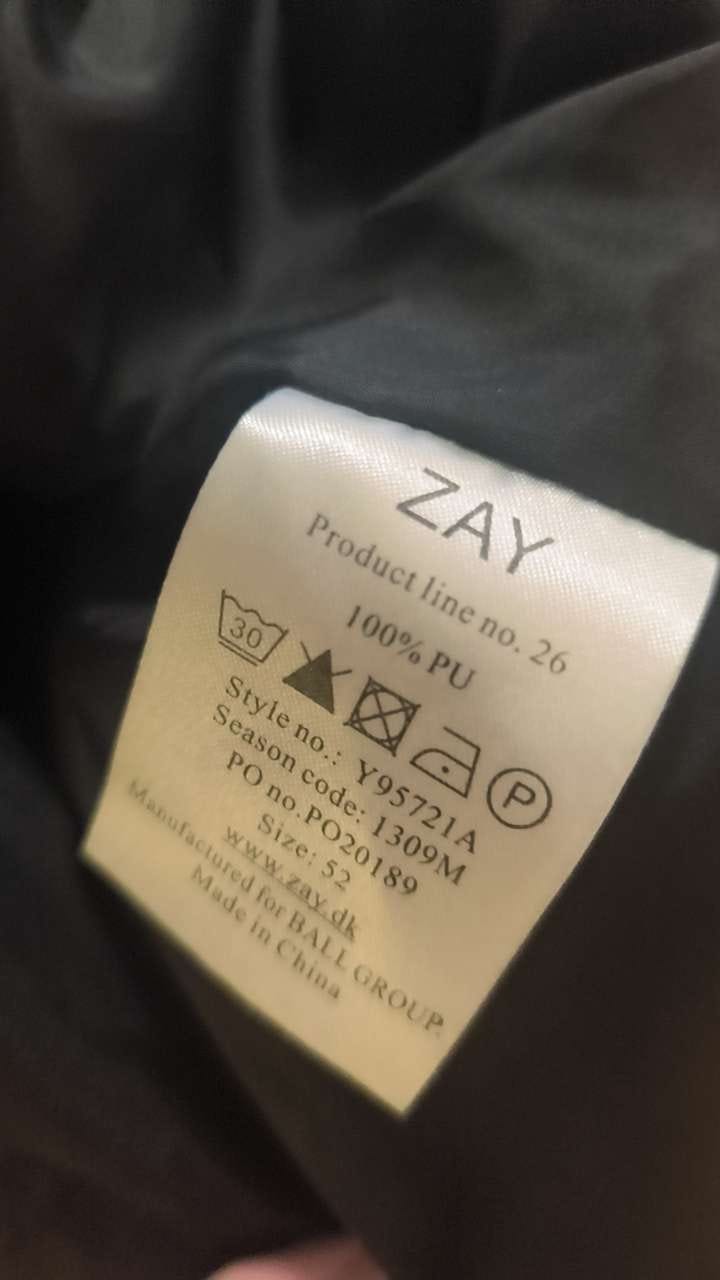 ZAY
Product line no. 26
100% PU
30
P
Style no.: Y95721A
Season code: 1309M
PO no.PO20189
Size: 52
www.zay.dk
Manufactured for BALL GROUP.
Made in China